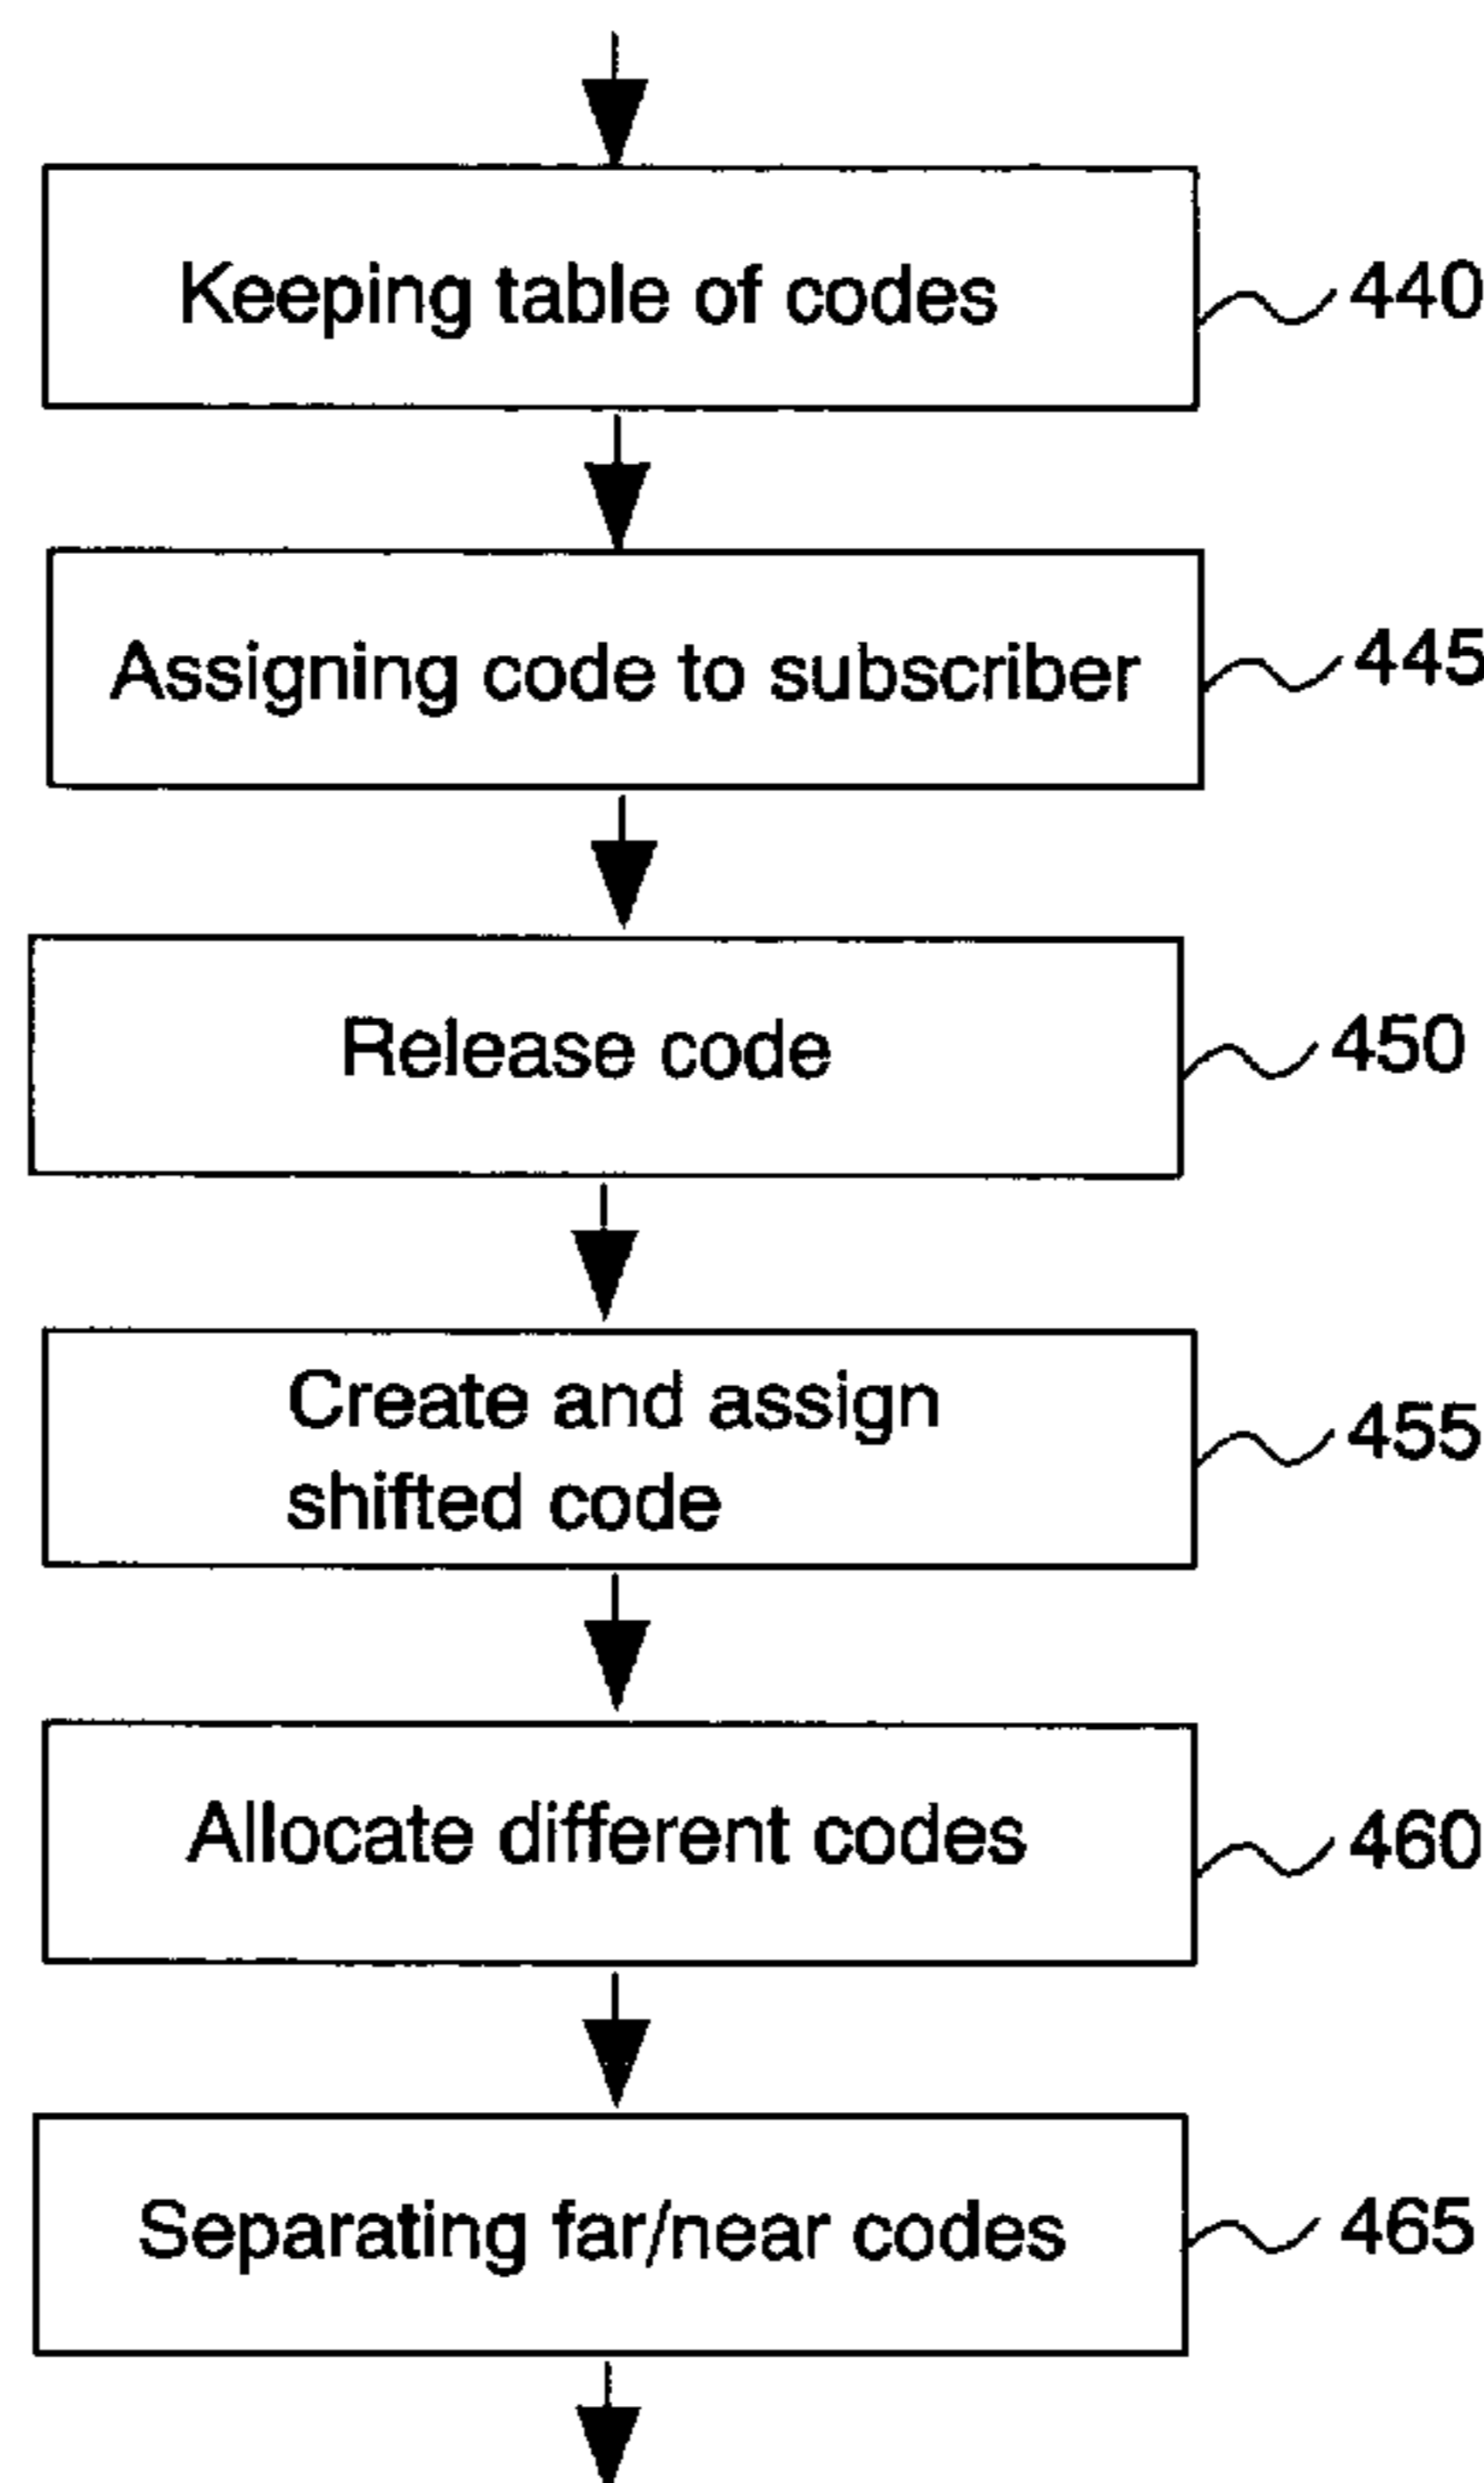 Keeping table of codes
440
Assigning code to subscriber
445
Release code
450
Create and assign
shifted code
455
Allocate different codes
460
Separating far/near codes
465